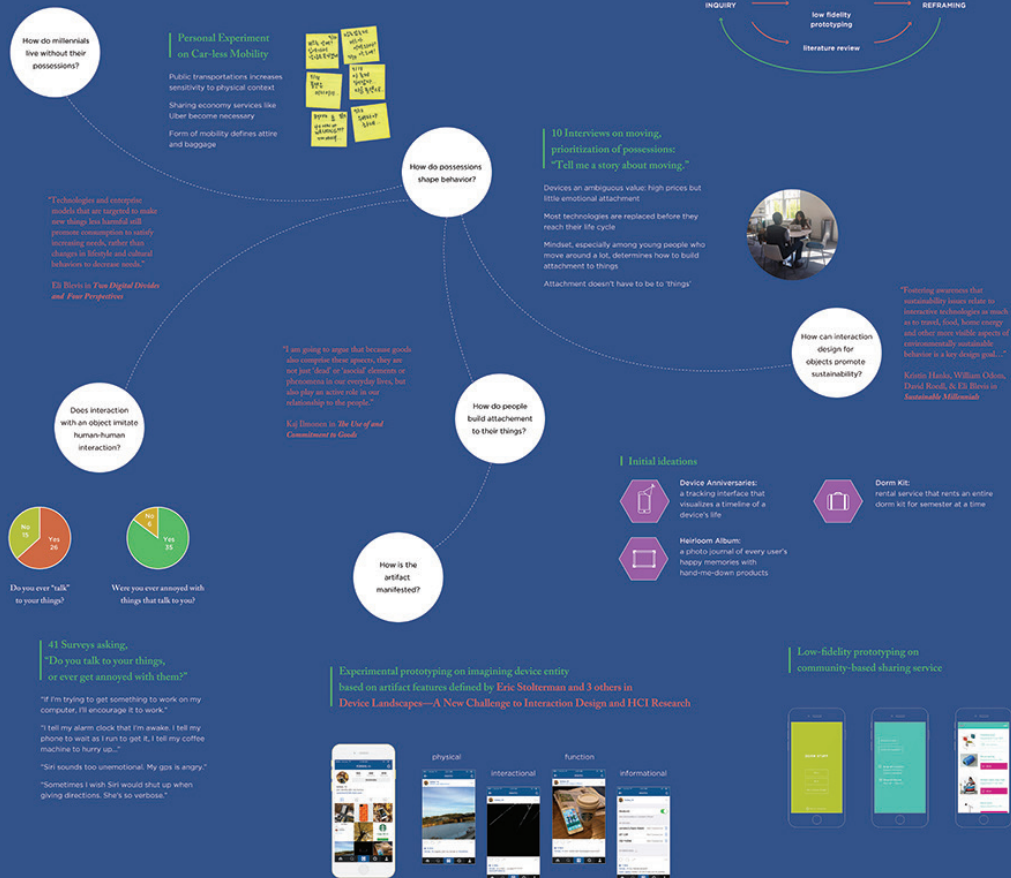 INQUIRY
REFRAMING
low fidelity
prototyping
literature review
How do millennials
live without their
possessions?
Personal Experiment
on Car-less Mobility
Public transportations increases
sensitivity to physical context
Sharing economy services like
Uber become necessary
Form of mobility defines attire
and baggage
How do possessions
shape behavior?
10 Interviews on moving,
prioritization of possessions:
"Tell me a story about moving."
Devices an ambiguous value: high prices but
little emotional attachment
Most technologies are replaced before they
reach their life cycle
Mindset, especially among young people who
move around a lot, determines how to build
attachment to things
Attachment doesn't have to be to 'things'
"Technologies and enterprise
models that are targeted to make
new things less harmful still
promote consumption to satisfy
increasing needs, rather than
changes in lifestyle and cultural
behaviors to decrease needs."
Eli Blevis in Two Digital Divides
and Four Perspectives
"Fostering awareness that
sustainability issues relate to
interactive technologies as much
as to travel, food, home energy
and other more visible aspects of
environmentally sustainable
behavior is a key design goal..."
Kristin Hanks, William Odom,
David Roedl, & Eli Blevis in
Sustainable Millennials
How can interaction
design for
objects promote
sustainability?
"I am going to argue that because goods
also comprise these aspects, they are
not just 'dead' or 'asocial' elements or
phenomena in our everyday lives, but
also play an active role in our
relationship to the people."
Kaj Ilmonen in The Use of and
Commitment to Goods
Does interaction
with an object imitate
human-human
interaction?
How do people
build attachement
to their things?
Initial ideations
Device Anniversaries:
a tracking interface that
visualizes a timeline of a
device's life
Dorm Kit:
rental service that rents an entire
dorm kit for semester at a time
Heirloom Album:
a photo journal of every user's
happy memories with
hand-me-down products
No
15
Yes
26
No
6
Yes
35
Do you ever "talk"
to your things?
Were you ever annoyed with
things that talk to you?
How is the
artifact
manifested?
41 Surveys asking,
"Do you talk to your things,
or ever get annoyed with them?"
"If I'm trying to get something to work on my
computer, I'll encourage it to work."
"I tell my alarm clock that I'm awake. I tell my
phone to wait as I run to get it, I tell my coffee
machine to hurry up..."
"Siri sounds too unemotional. My gps is angry."
"Sometimes I wish Siri would shut up when
giving directions. She's so verbose."
Experimental prototyping on imagining device entity
based on artifact features defined by Eric Stolterman and 3 others in
Device Landscapes—A New Challenge to Interaction Design and HCI Research
physical
interactional
function
informational
Low-fidelity prototyping on
community-based sharing service